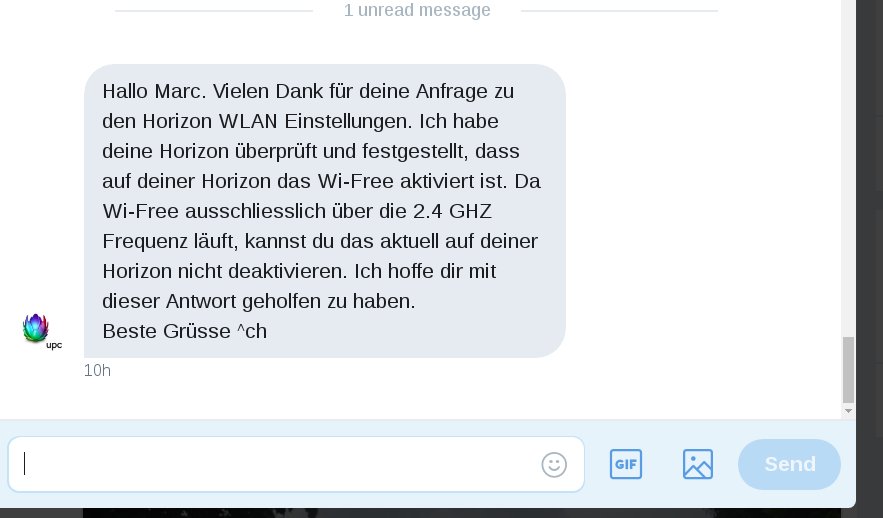 1 unread message
Hallo Marc. Vielen Dank für deine Anfrage zu
den Horizon WLAN Einstellungen. Ich habe
deine Horizon überprüft und festgestellt, dass
auf deiner Horizon das Wi-Free aktiviert ist. Da
Wi-Free ausschliesslich über die 2.4 GHZ
Frequenz läuft, kannst du das aktuell auf deiner
Horizon nicht deaktivieren. Ich hoffe dir mit
dieser Antwort geholfen zu haben.
Beste Grüsse ^ch
upc
10h
GIF
Send